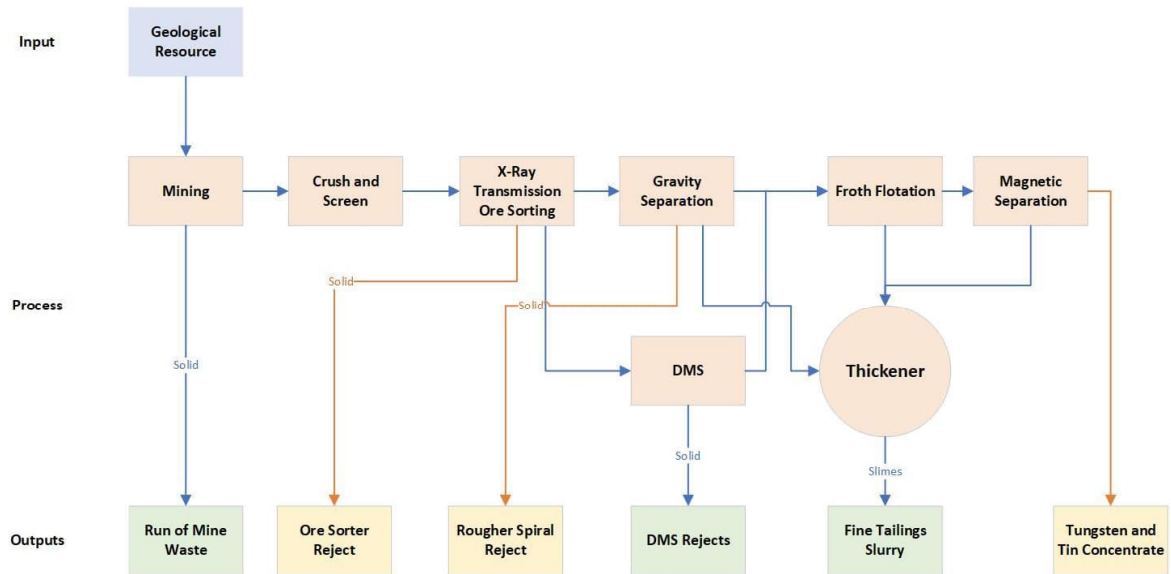 Input
Geological
Resource
Mining
Crush and
Screen
X-Ray
Transmission
Ore Sorting
Gravity
Separation
Froth Flotation
Magnetic
Separation
Solid
Process
Solid
Solid
DMS
Thickener
Solid
Slimes
Outputs
Run of Mine
Waste
Ore Sorter
Reject
Rougher Spiral
Reject
DMS Rejects
Fine Tailings
Slurry
Tungsten and
Tin Concentrate